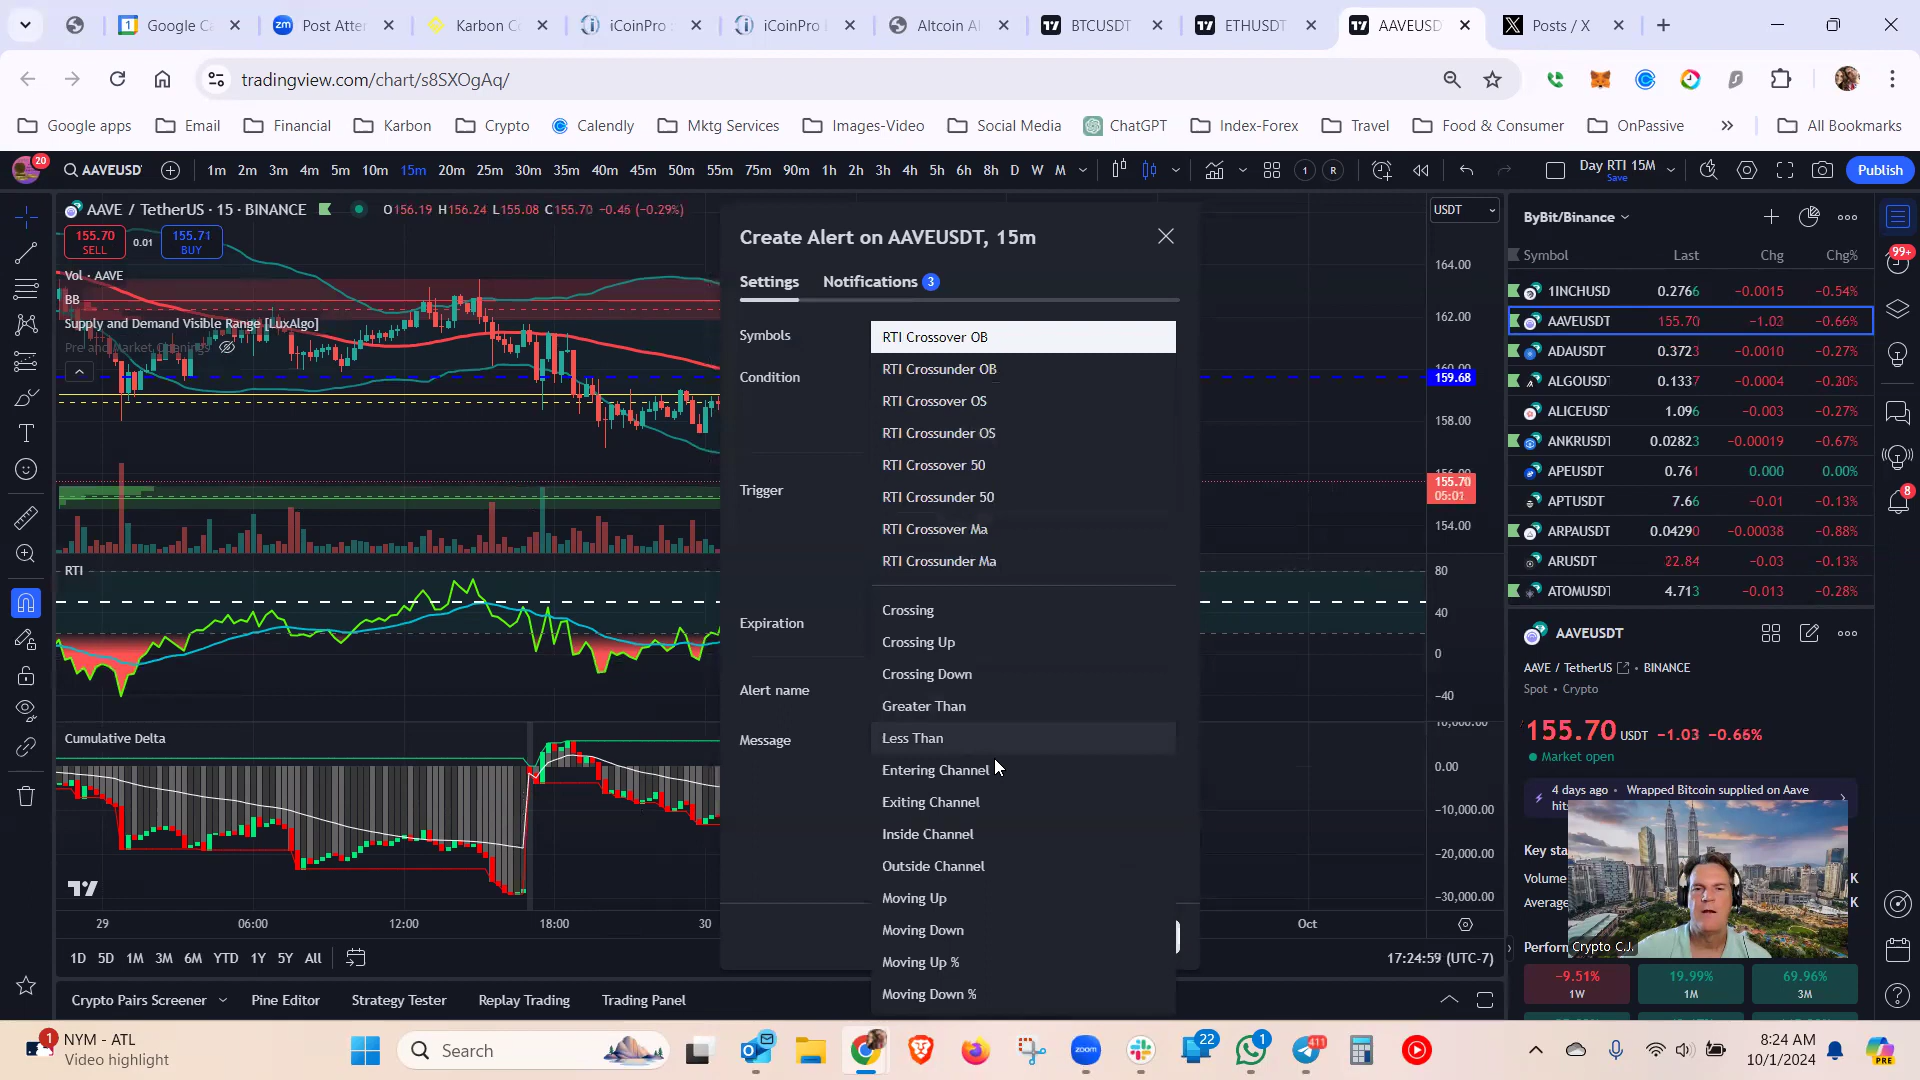 Google Ca
Post Atter
Karbon Co
iCoinPro
iCoinPro
Altcoin Al
BTCUSDT
ETHUSDT
AAVEUSD
Posts / X
tradingview.com/chart/s8SXOgAq/
Google apps
Email
Financial
Karbon
Crypto
Calendly
Mktg Services
Images-Video
Social Media
ChatGPT
Index-Forex
Travel
Food & Consumer
OnPassive
All Bookmarks
20
AAVEUSD
1m 2m 3m 4m 5m 10m 15m 20m 25m 30m 35m 40m 45m 50m 55m 75m 90m 1h 2h 3h 4h 5h 6h 8h D W M
1
R
Day RTI 15M
Save
Publish
AAVE / TetherUS · 15 · BINANCE
O156.19 H156.24 L155.08 C155.70 −0.46 (−0.29%)
155.70
SELL
0.01
155.71
BUY
Vol · AAVE
BB
Supply and Demand Visible Range [LuxAlgo]
Pre and Market Openings
RTI
Cumulative Delta
29
06:00
12:00
18:00
30
Oct
1D 5D 1M 3M 6M YTD 1Y 5Y All
17:24:59 (UTC-7)
Crypto Pairs Screener
Pine Editor
Strategy Tester
Replay Trading
Trading Panel
Create Alert on AAVEUSDT, 15m
Settings
Notifications 3
Symbols
Condition
Trigger
Expiration
Alert name
Message
RTI Crossover OB
RTI Crossunder OB
RTI Crossover OS
RTI Crossunder OS
RTI Crossover 50
RTI Crossunder 50
RTI Crossover Ma
RTI Crossunder Ma
Crossing
Crossing Up
Crossing Down
Greater Than
Less Than
Entering Channel
Exiting Channel
Inside Channel
Outside Channel
Moving Up
Moving Down
Moving Up %
Moving Down %
USDT
164.00
162.00
159.68
158.00
155.70
05:01
154.00
80
40
0
−40
0.00
−10,000.00
−20,000.00
−30,000.00
ByBit/Binance
Symbol Last Chg Chg%
1INCHUSD 0.2766 −0.0015 −0.54%
AAVEUSDT 155.70 −1.03 −0.66%
ADAUSDT 0.3723 −0.0010 −0.27%
ALGOUSDT 0.1337 −0.0004 −0.30%
ALICEUSDT 1.096 −0.003 −0.27%
ANKRUSDT 0.02823 −0.00019 −0.67%
APEUSDT 0.761 0.000 0.00%
APTUSDT 7.66 −0.01 −0.13%
ARPAUSDT 0.04290 −0.00038 −0.88%
ARUSDT 22.84 −0.03 −0.13%
ATOMUSDT 4.713 −0.013 −0.28%
AAVEUSDT
AAVE / TetherUS · BINANCE
Spot · Crypto
155.70 USDT −1.03 −0.66%
Market open
4 days ago · Wrapped Bitcoin supplied on Aave
hits
Key sta
Volume K
Average K
Perform
Crypto C.J.
−9.51%
1W
19.99%
1M
69.96%
3M
99+
8
1
NYM - ATL
Video highlight
Search
zoom
22
1
411
8:24 AM
10/1/2024
PRE